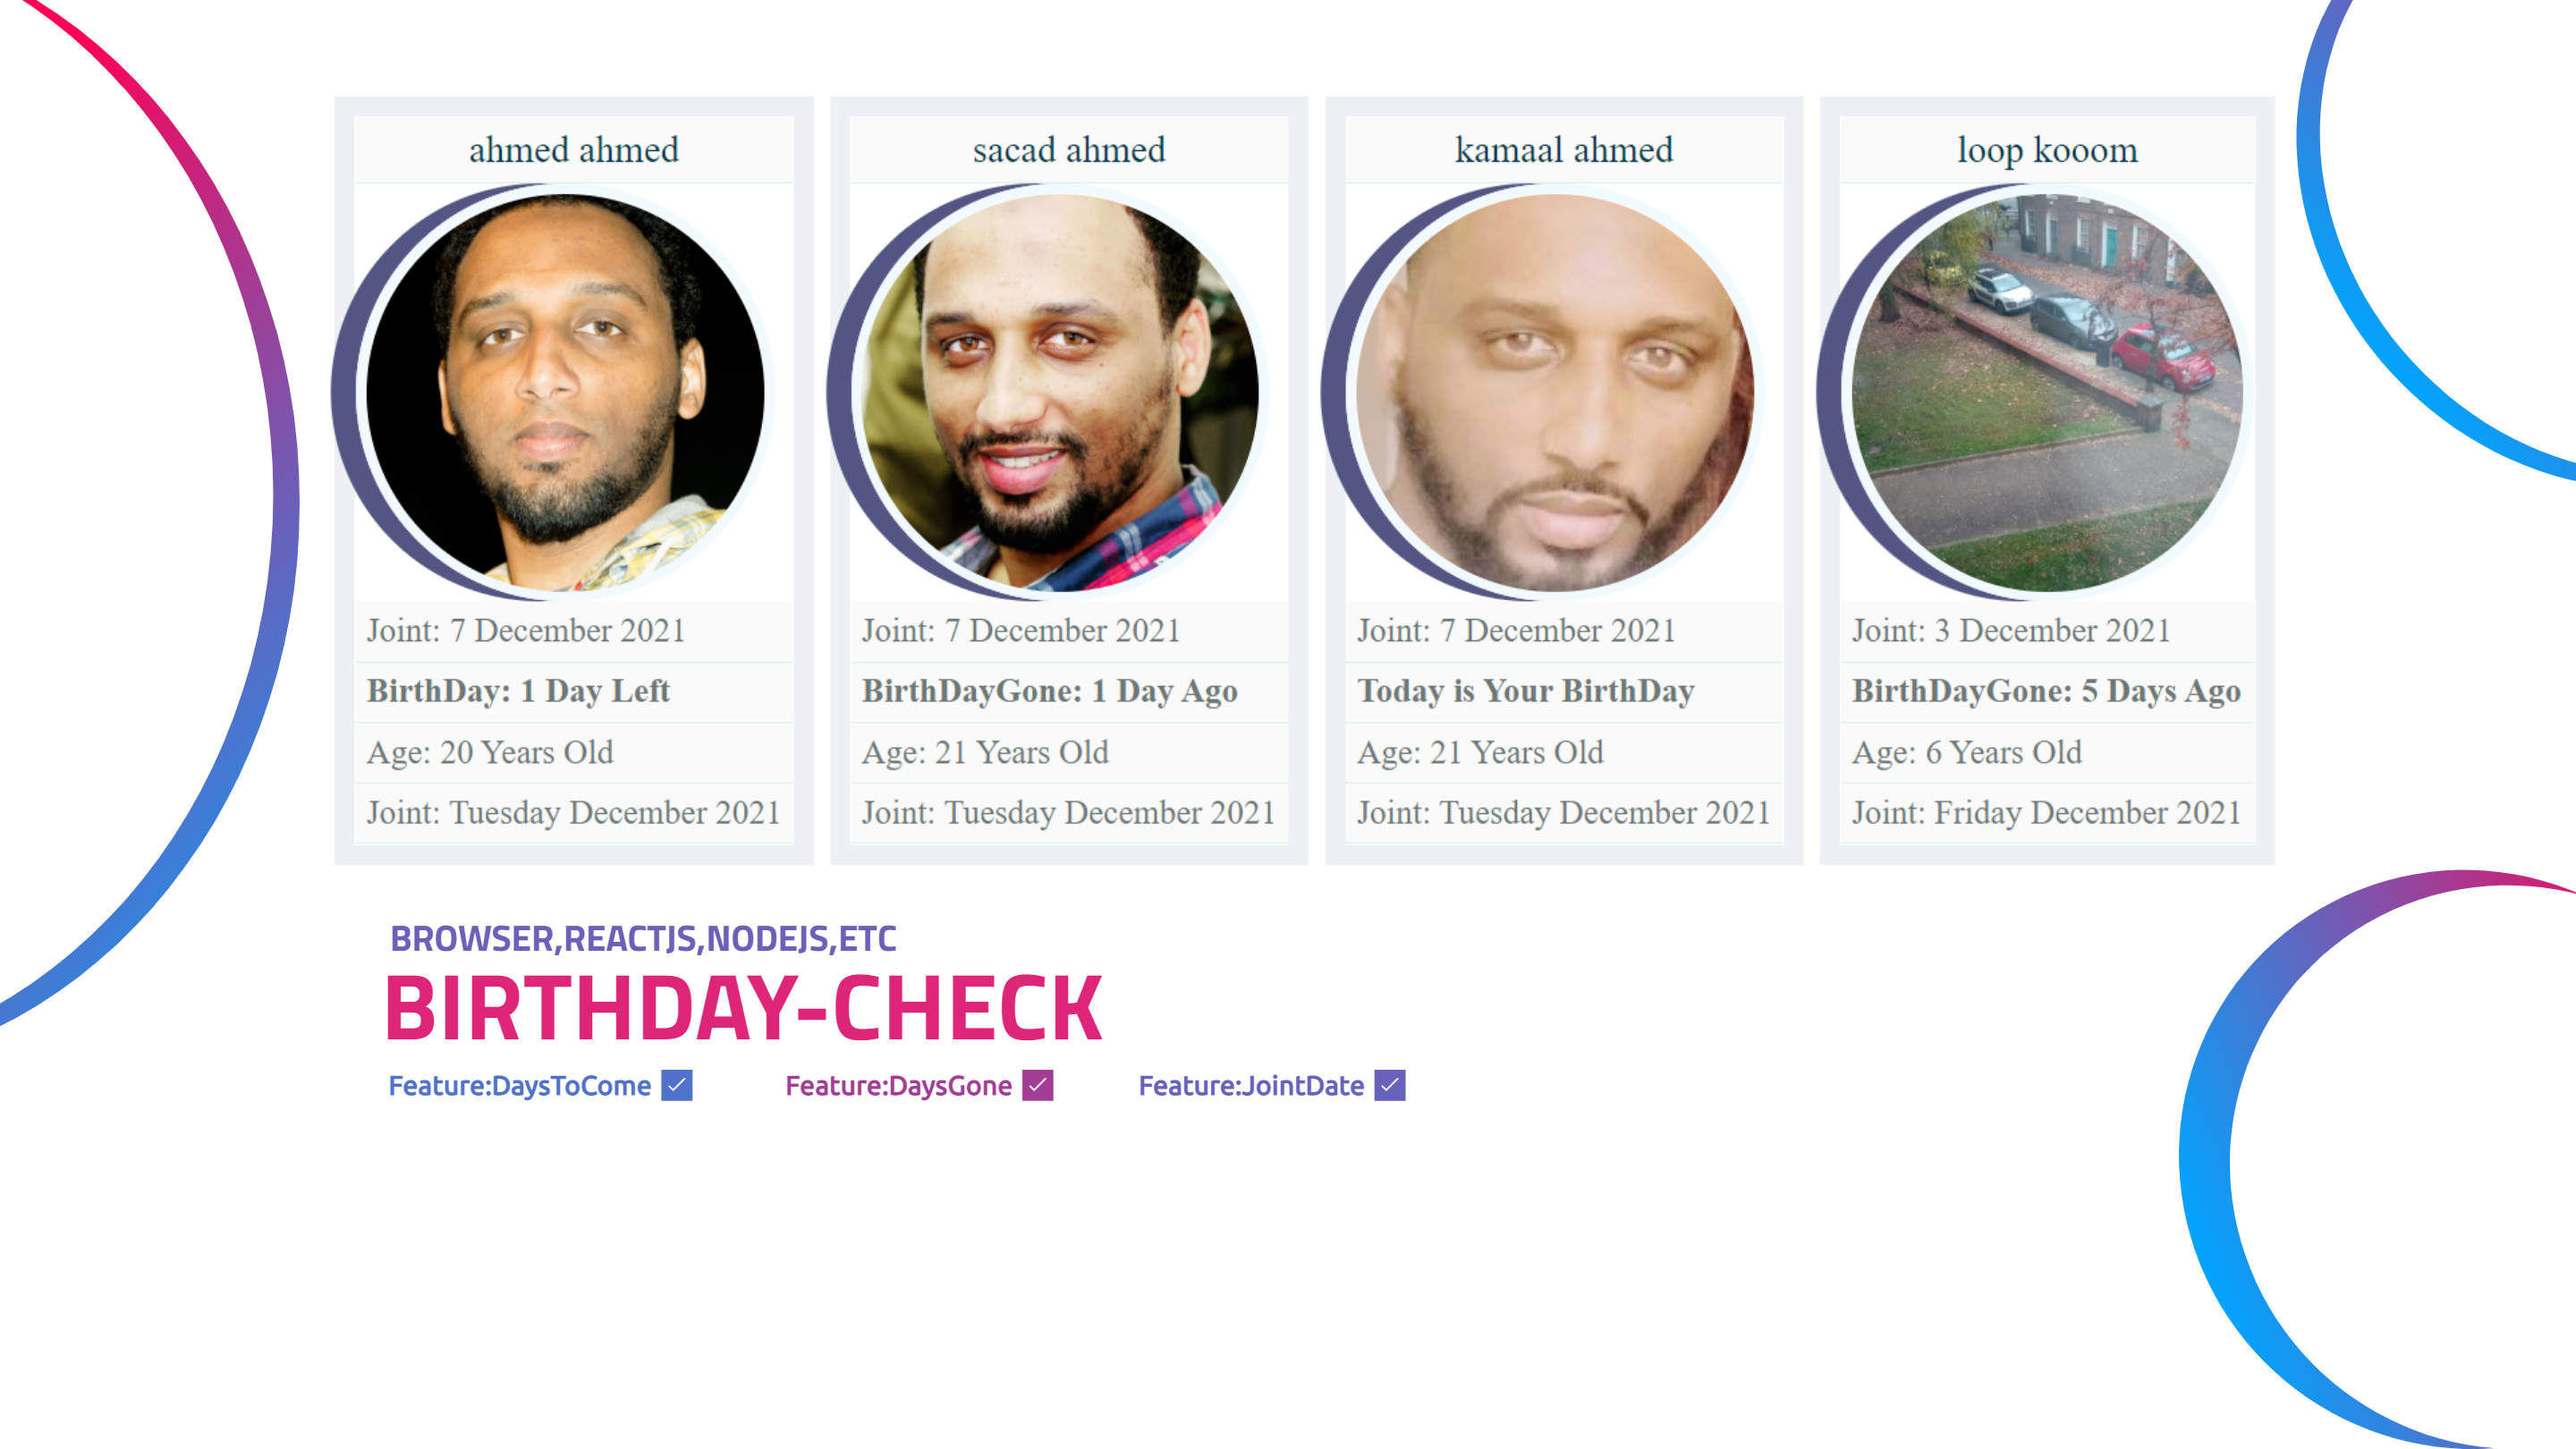 ahmed ahmed
Joint: 7 December 2021
BirthDay: 1 Day Left
Age: 20 Years Old
Joint: Tuesday December 2021
sacad ahmed
Joint: 7 December 2021
BirthDayGone: 1 Day Ago
Age: 21 Years Old
Joint: Tuesday December 2021
kamaal ahmed
Joint: 7 December 2021
Today is Your BirthDay
Age: 21 Years Old
Joint: Tuesday December 2021
loop kooom
Joint: 3 December 2021
BirthDayGone: 5 Days Ago
Age: 6 Years Old
Joint: Friday December 2021
BROWSER,REACTJS,NODEJS,ETC
BIRTHDAY-CHECK
Feature:DaysToCome
Feature:DaysGone
Feature:JointDate